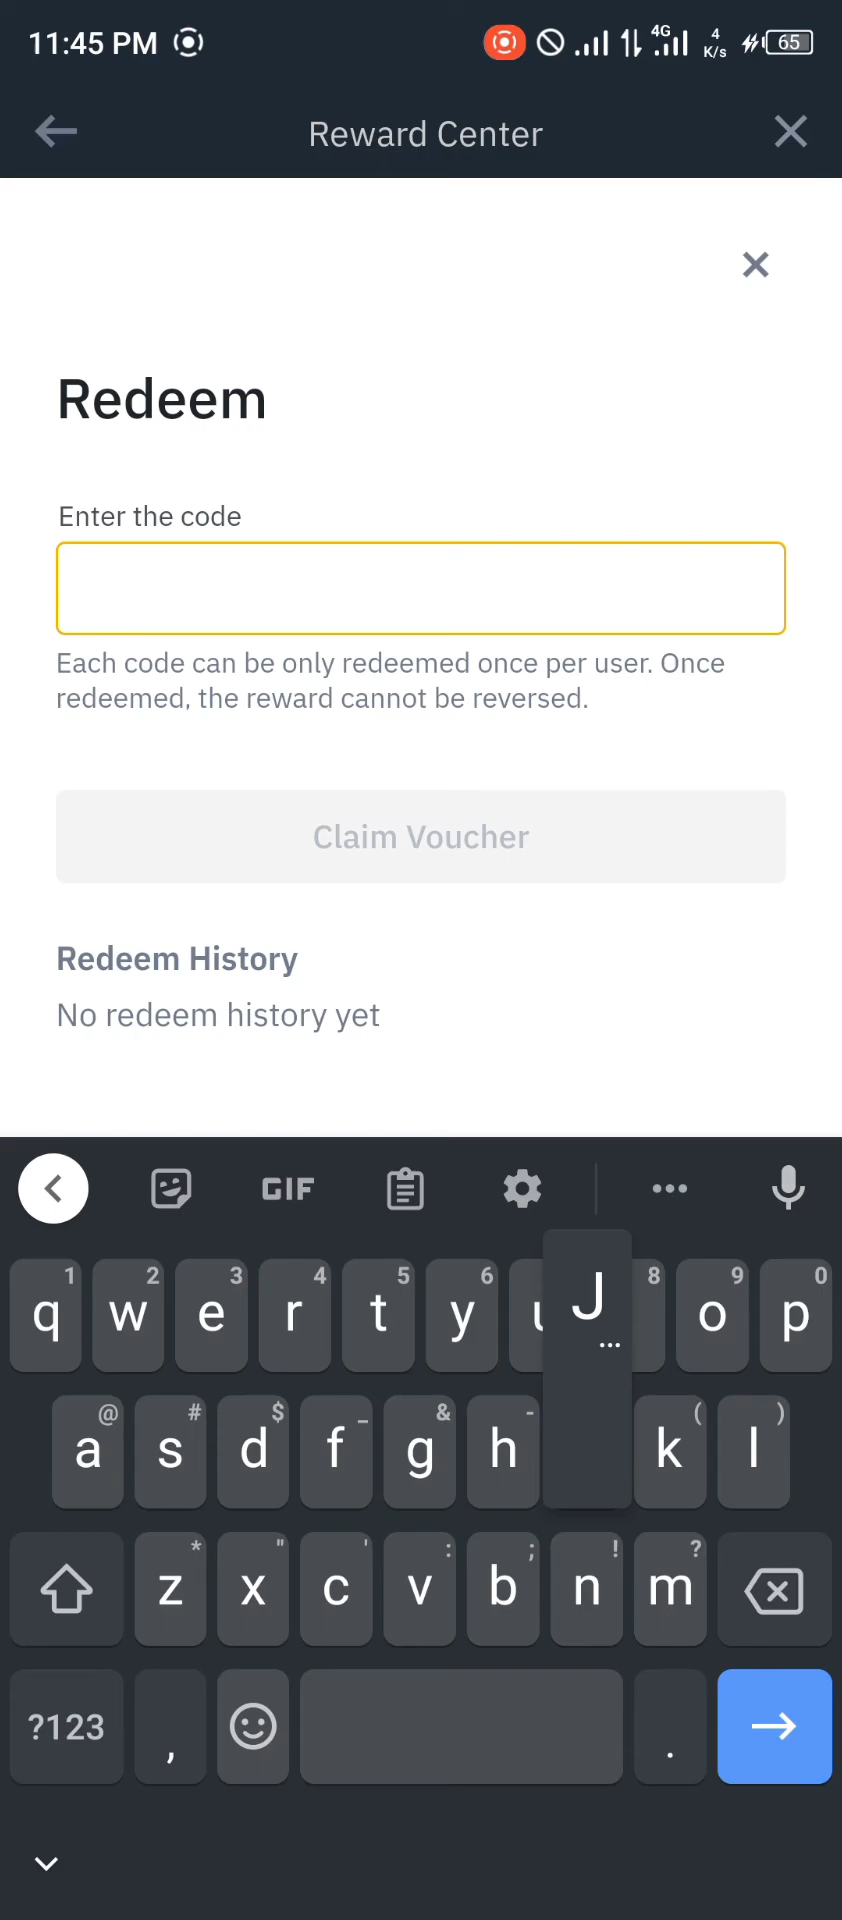 11:45 PM 4G 4 K/s 65
Reward Center
Redeem
Enter the code
Each code can be only redeemed once per user. Once
redeemed, the reward cannot be reversed.
Claim Voucher
Redeem History
No redeem history yet
GIF
q 1 w 2 e 3 r 4 t 5 y 6 u J ... 8 o 9 p 0
a @ s # d $ f _ g & h - k ( l )
z * x " c ' v : b ; n ! m ?
?123 , .